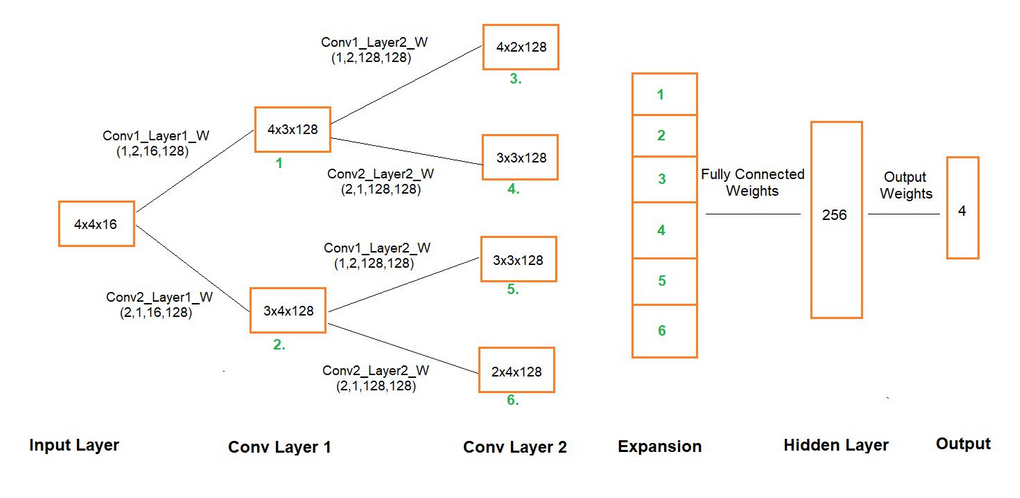 Conv1_Layer2_W
(1,2,128,128)
4x2x128
3.
Conv1_Layer1_W
(1,2,16,128)
4x3x128
1
Conv2_Layer2_W
(2,1,128,128)
3x3x128
4.
4x4x16
Conv2_Layer1_W
(2,1,16,128)
3x4x128
2.
Conv1_Layer2_W
(1,2,128,128)
3x3x128
5.
Conv2_Layer2_W
(2,1,128,128)
2x4x128
6.
1
2
3
4
5
6
Fully Connected
Weights
256
Output
Weights
4
Input Layer
Conv Layer 1
Conv Layer 2
Expansion
Hidden Layer
Output